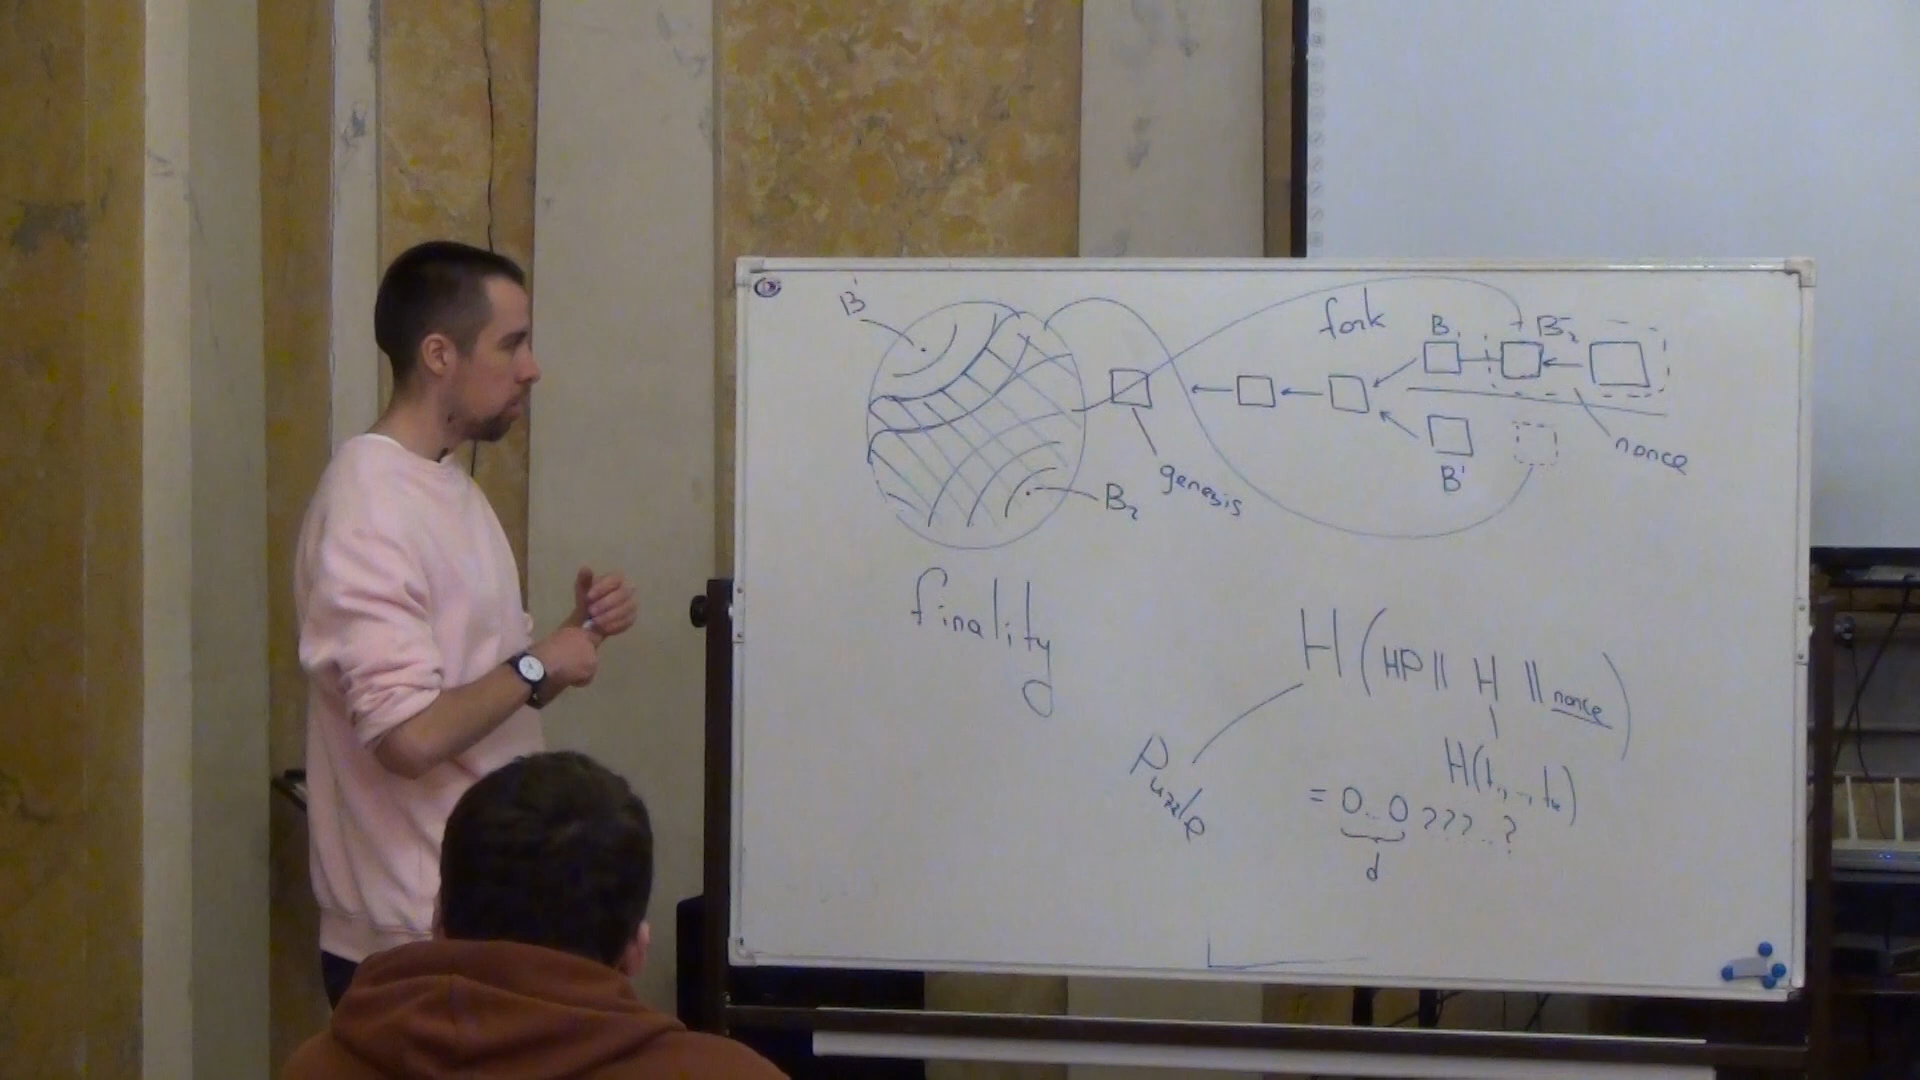 B'
fork
B₁
B₂
nonce
B'
genesis
B₂
finality
H(HP || H || nonce)
Puzzle
H(t₁, .., tₖ)
= 0..0 ???..?
d